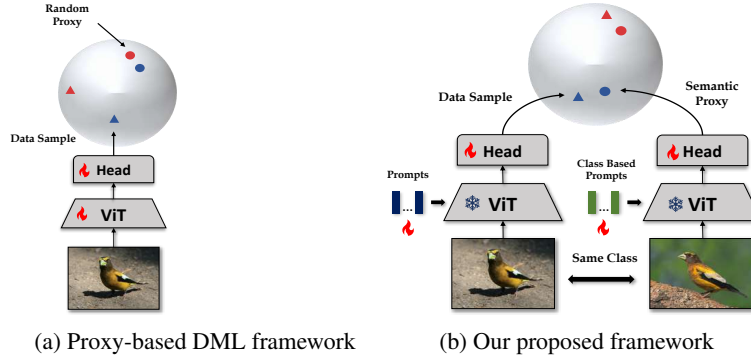 Random
Proxy
Data Sample
Head
ViT
(a) Proxy-based DML framework
Data Sample
Semantic
Proxy
Head
Head
Prompts
...
ViT
Class Based
Prompts
...
ViT
Same Class
(b) Our proposed framework